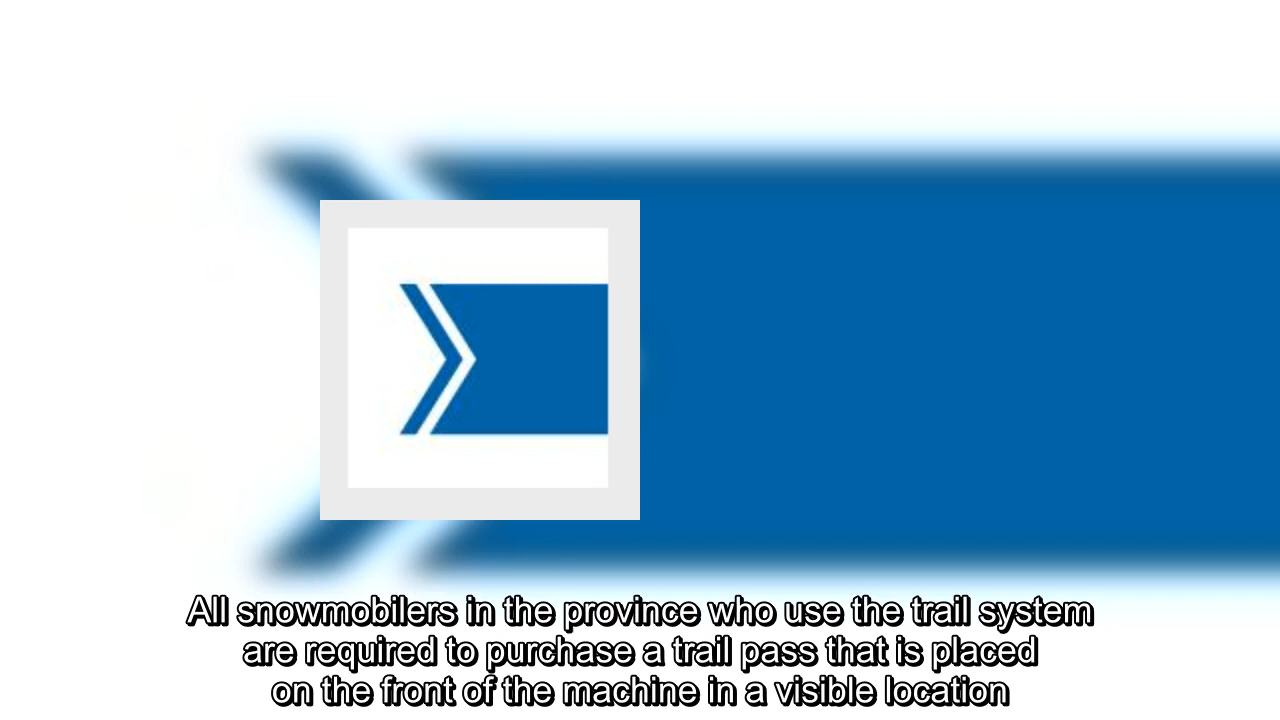 All snowmobilers in the province who use the trail system
are required to purchase a trail pass that is placed
on the front of the machine in a visible location